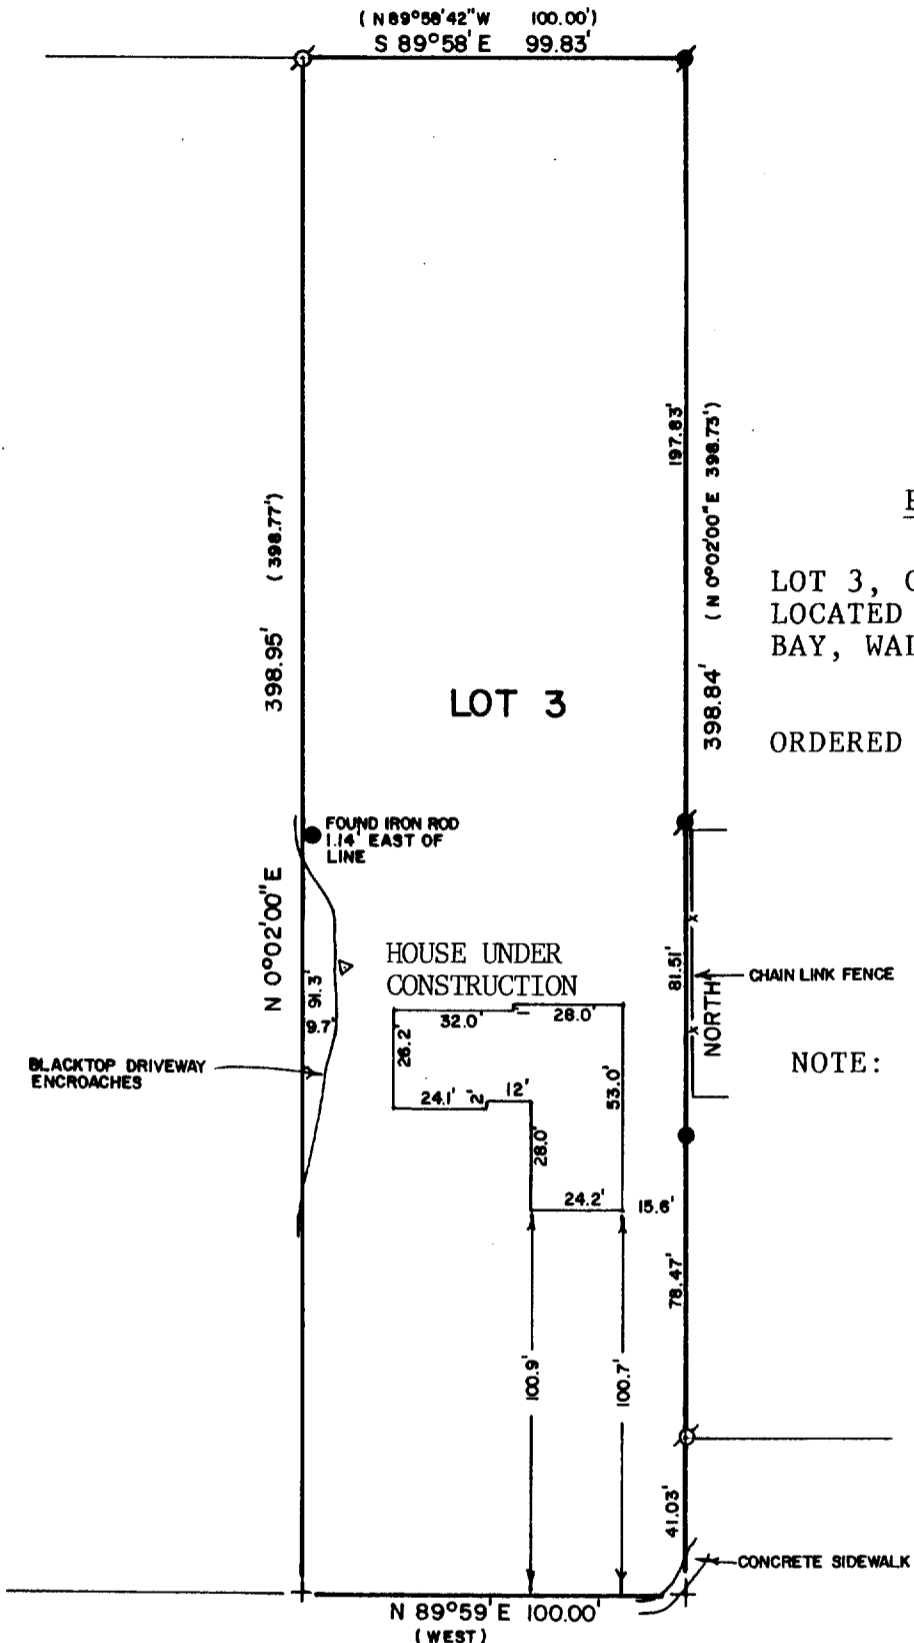 ( N 89°58'42" W 100.00')
S 89°58' E 99.83'
197.83'
(N 0°02'00" E 398.73')
(398.77')
398.95'
LOT 3,
LOCATED
BAY,
LOT 3
398.84'
ORDERED
FOUND IRON ROD
1.14' EAST OF
LINE
N 0°02'00" E
HOUSE UNDER
CONSTRUCTION
91.3'
9.7'
81.51'
CHAIN LINK FENCE
NORTH
32.0'
1'
28.0'
26.2'
BLACKTOP DRIVEWAY
ENCROACHES
NOTE:
24.1'
2'
12'
53.0'
28.0'
24.2'
15.6'
78.47'
100.9'
100.7'
41.03'
CONCRETE SIDEWALK
N 89°59' E 100.00'
(WEST)